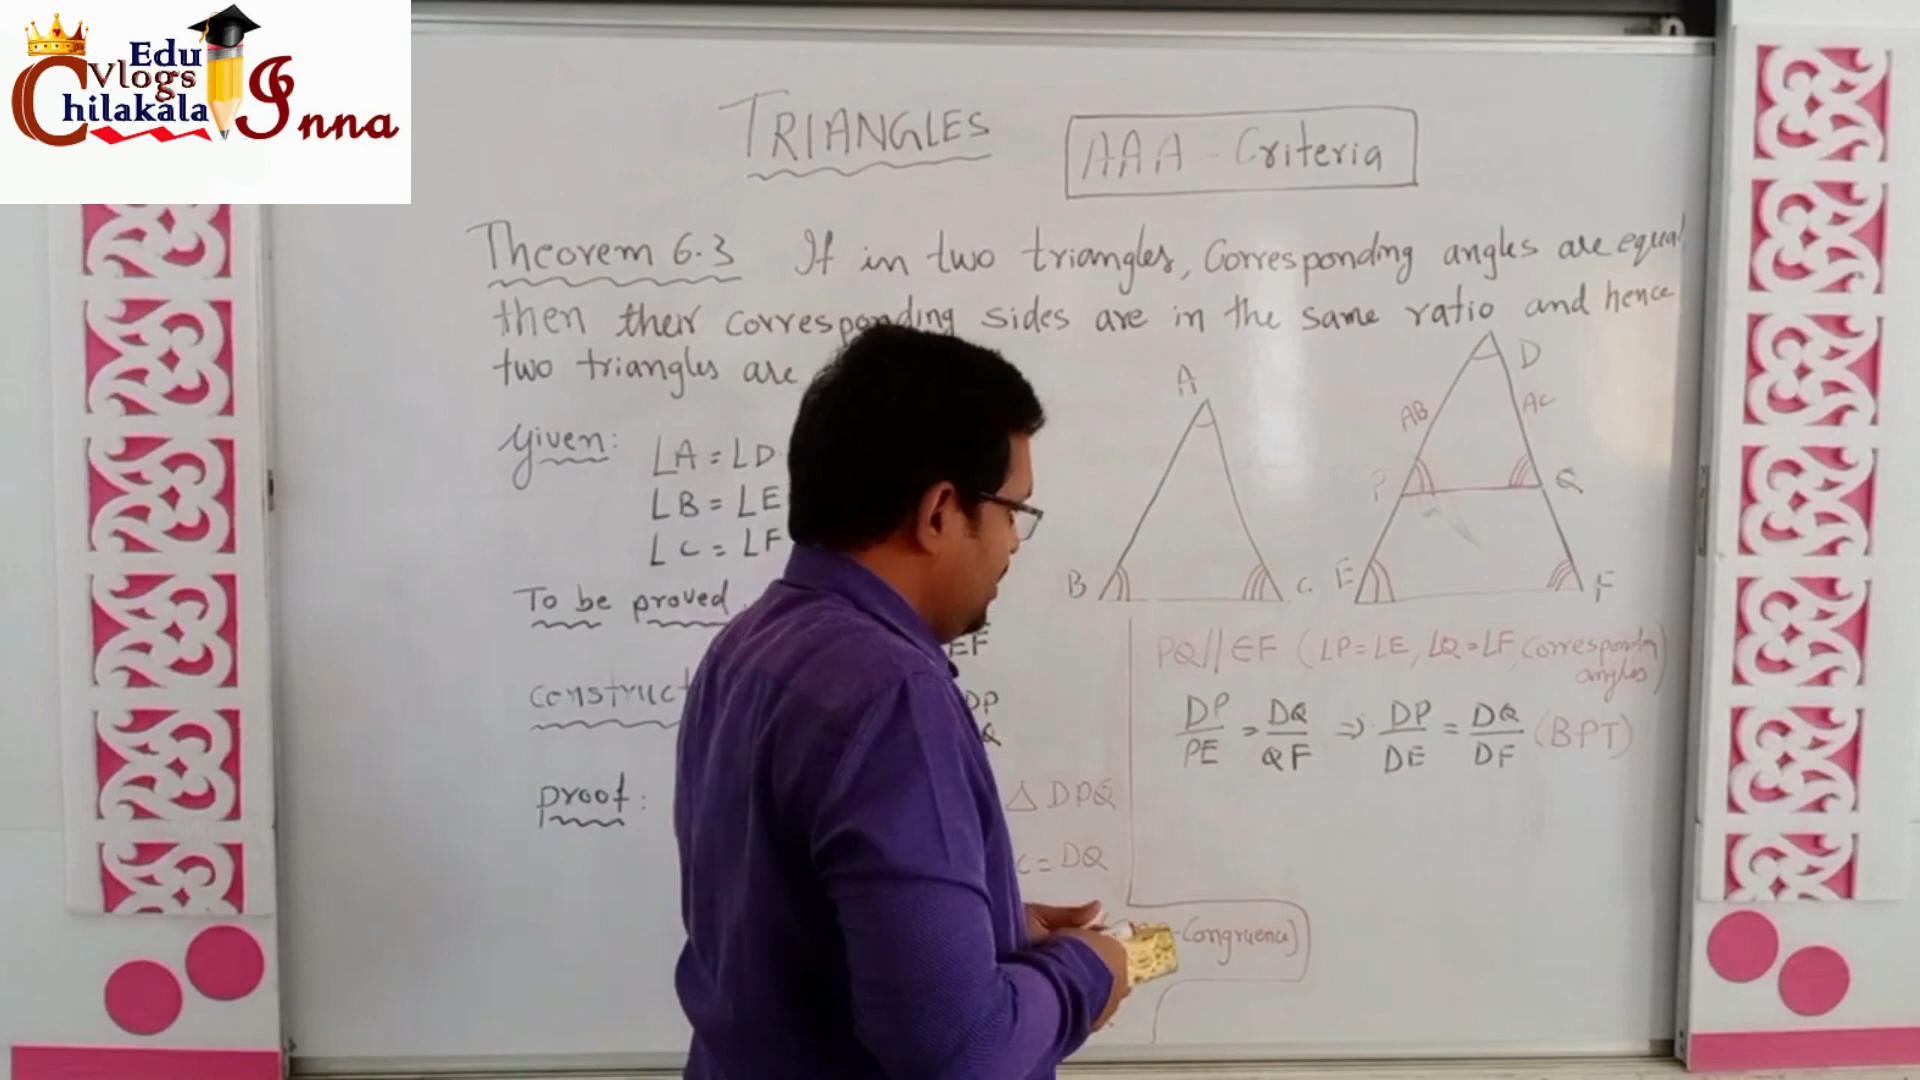 Edu
Vlogs
Chilakala Inna
TRIANGLES
AAA - Criteria
Theorem 6.3 If in two triangles, Corresponding angles are equal
then their corresponding sides are in the same ratio and hence
two triangles are
Given: ∠A = ∠D
∠B = ∠E
∠C = ∠F
To be proved
EF
construct
DP
Q
Proof:
△ DPQ
C = DQ
Congruence)
A
B
C
D
AB
AC
P
Q
E
F
PQ // EF (∠P = ∠E, ∠Q = ∠F, Corresponding
angles)
DP/PE = DQ/QF ⇒ DP/DE = DQ/DF (BPT)